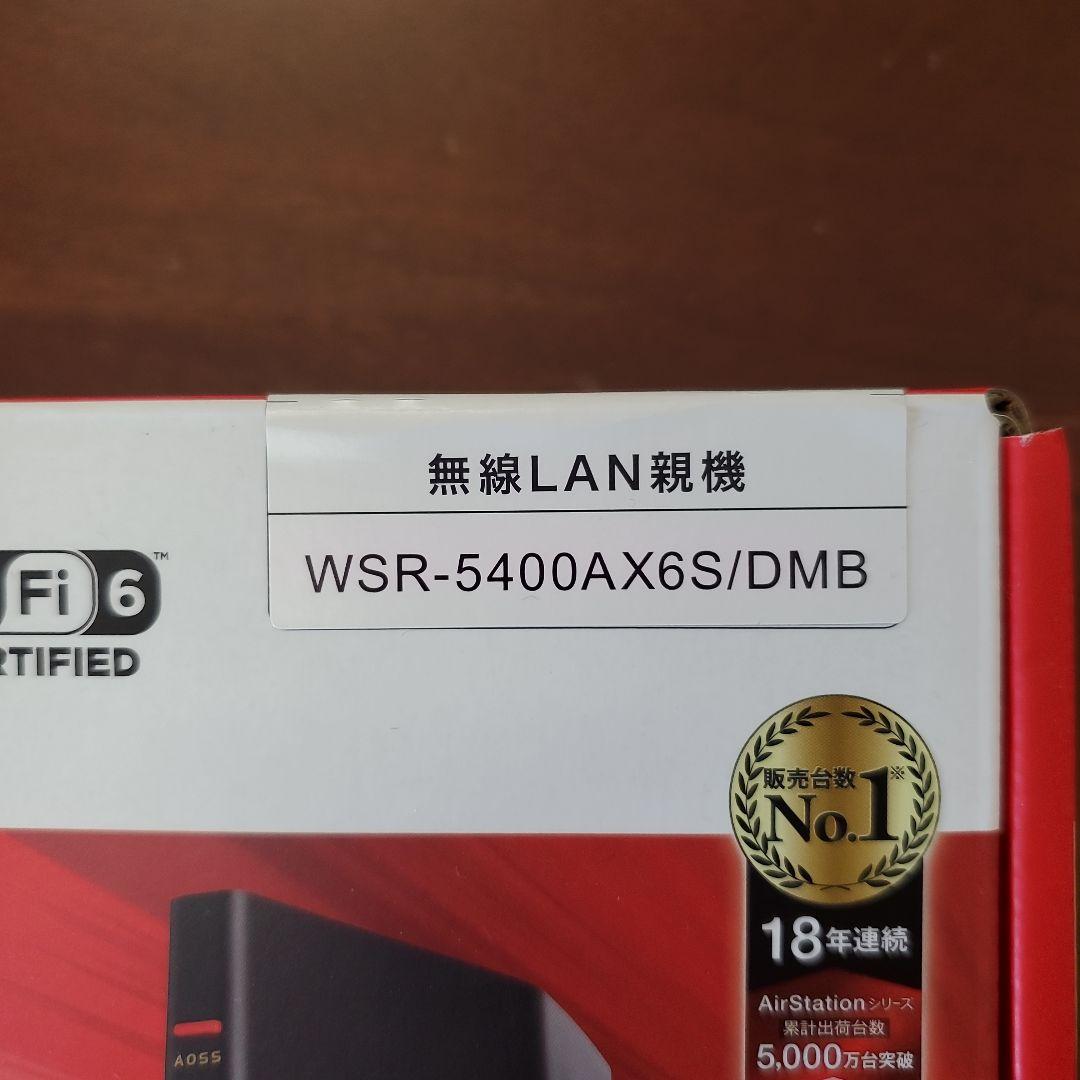 無線LAN親機
WSR-5400AX6S/DMB
Fi 6™
RTIFIED
販売台数
No.1※
18年連続
AirStationシリーズ
累計出荷台数
5,000万台突破
AOSS